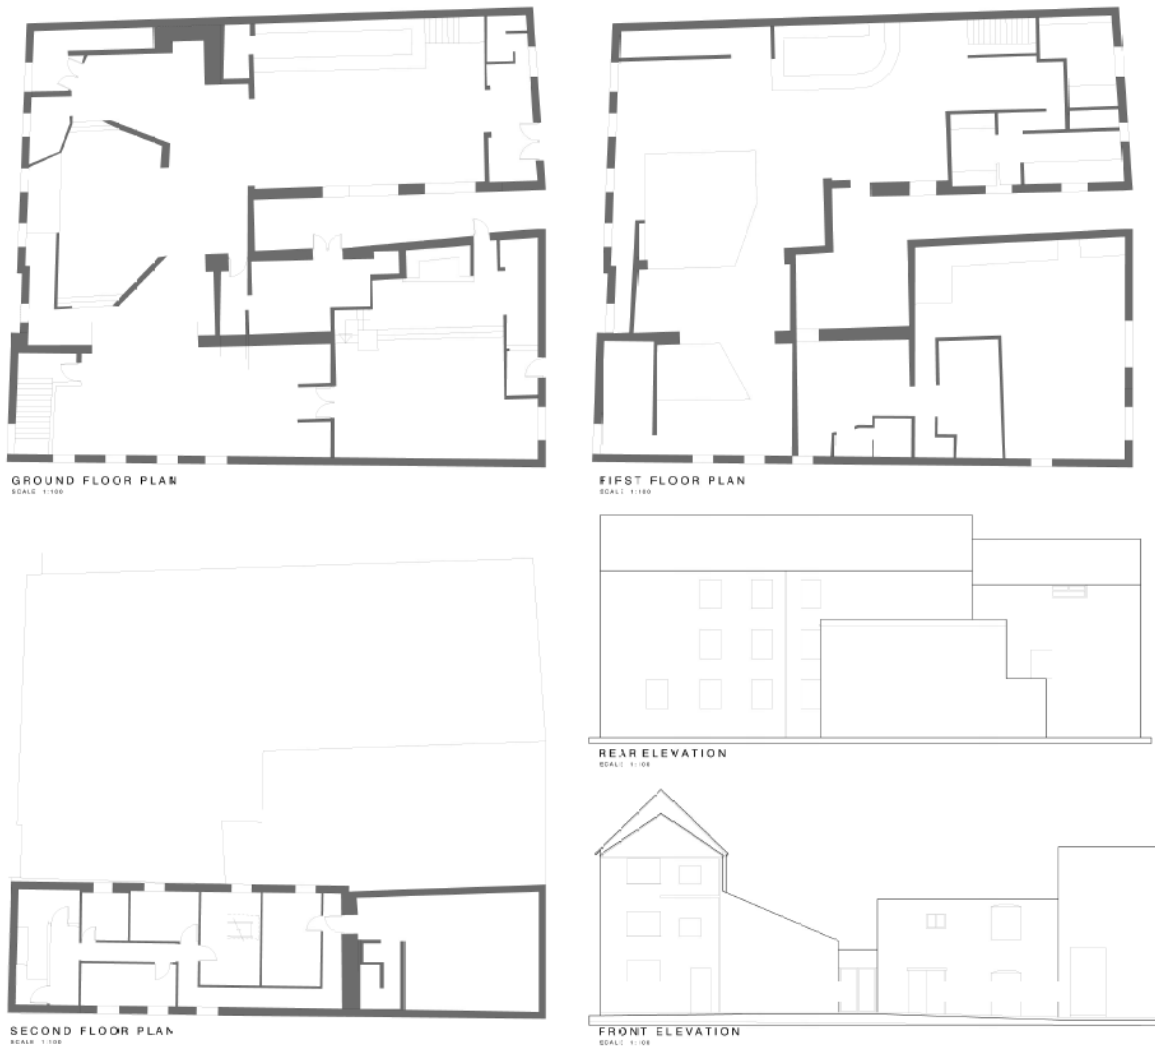 GROUND FLOOR PLAN
SCALE 1:100
FIRST FLOOR PLAN
SCALE 1:100
REAR ELEVATION
SCALE 1:100
SECOND FLOOR PLAN
SCALE 1:100
FRONT ELEVATION
SCALE 1:100